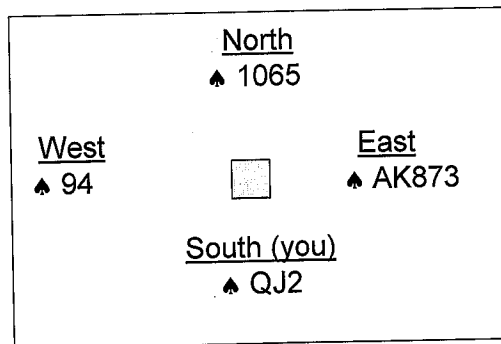 North
♠ 1065
West
♠ 94
East
♠ AK873
South (you)
♠ QJ2